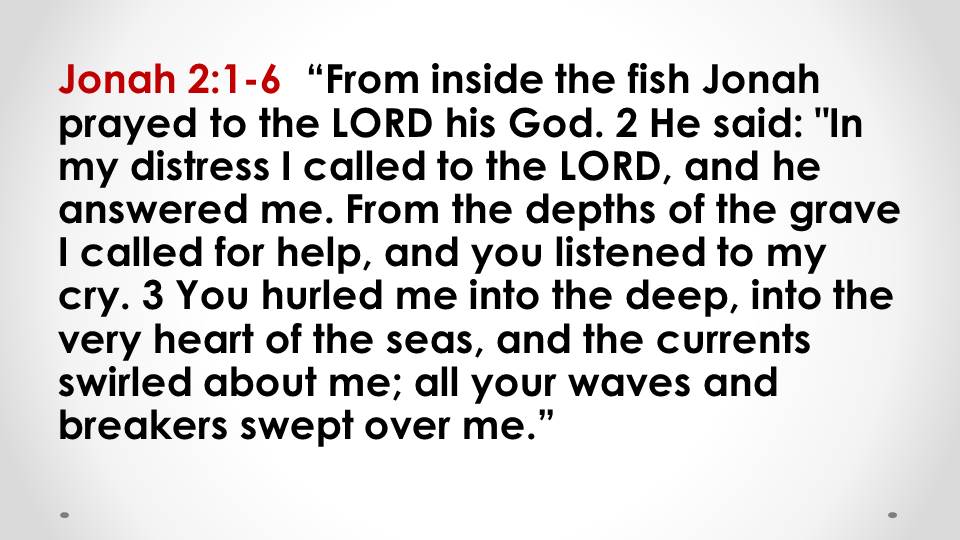 Jonah 2:1-6  “From inside the fish Jonah
prayed to the LORD his God. 2 He said: "In
my distress I called to the LORD, and he
answered me. From the depths of the grave
I called for help, and you listened to my
cry. 3 You hurled me into the deep, into the
very heart of the seas, and the currents
swirled about me; all your waves and
breakers swept over me.”